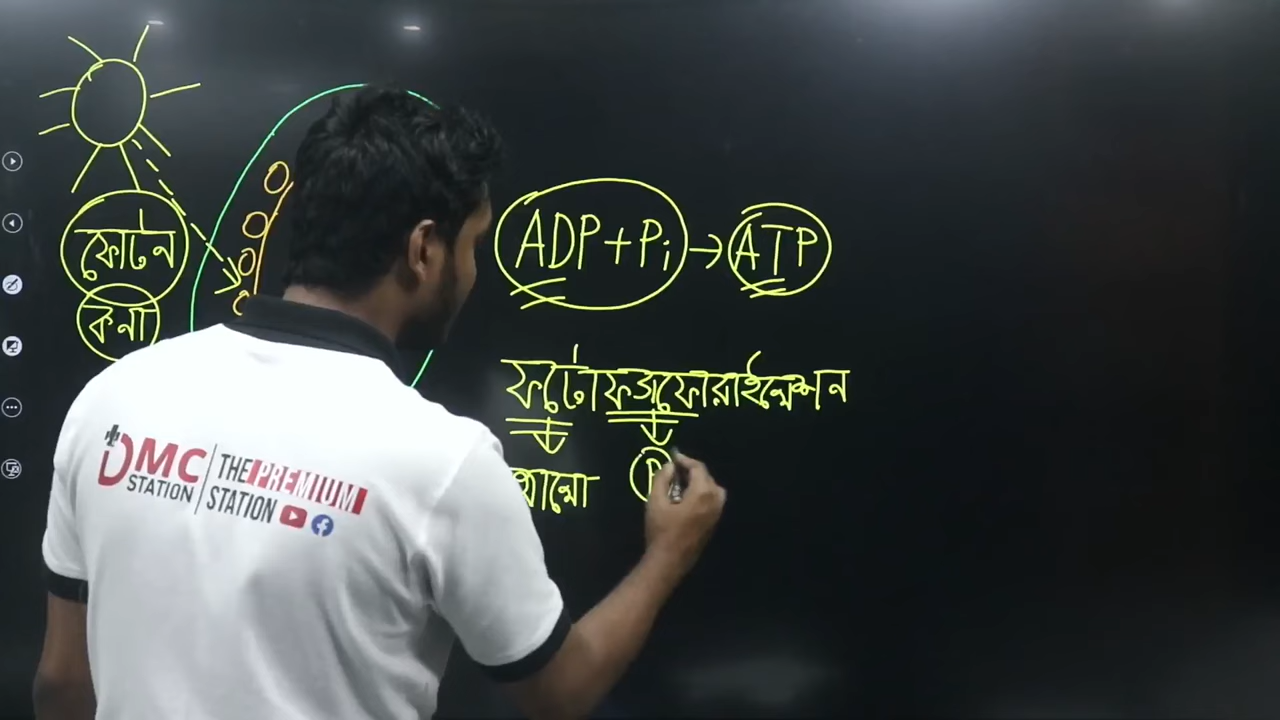 ফোটন
কনা
ADP + Pi → ATP
ফটোফসফোরাইলেশন
আলো
P
DMC STATION
THE PREMIUM STATION